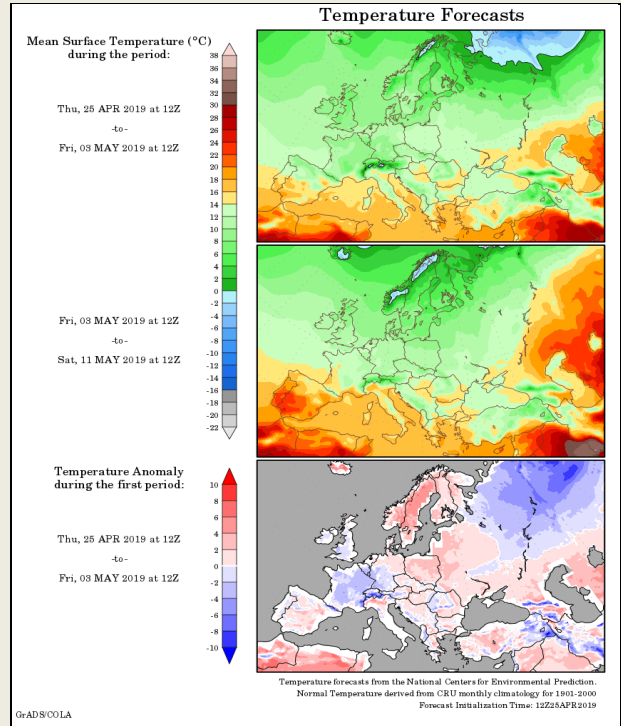 Temperature Forecasts
Mean Surface Temperature (°C)
during the period:
Thu, 25 APR 2019 at 12Z
-to-
Fri, 03 MAY 2019 at 12Z
38
36
34
32
30
28
26
24
22
20
18
16
14
12
10
8
6
4
2
0
-2
-4
-6
-8
-10
-12
-14
-16
-18
-20
-22
Fri, 03 MAY 2019 at 12Z
-to-
Sat, 11 MAY 2019 at 12Z
Temperature Anomaly
during the first period:
Thu, 25 APR 2019 at 12Z
-to-
Fri, 03 MAY 2019 at 12Z
10
8
6
4
2
0
-2
-4
-6
-8
-10
Temperature forecasts from the National Centers for Environmental Prediction.
Normal Temperature derived from CRU monthly climatology for 1901-2000
Forecast Initialization Time: 12Z25APR2019
GrADS/COLA